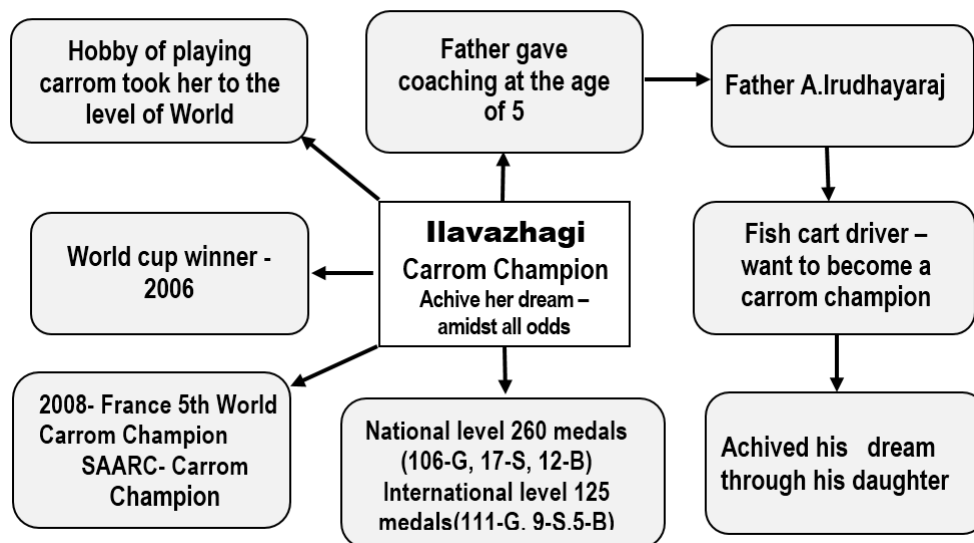 Hobby of playing
carrom took her to the
level of World
Father gave
coaching at the age
of 5
Father A.Irudhayaraj
Ilavazhagi
Carrom Champion
Achive her dream –
amidst all odds
World cup winner -
2006
Fish cart driver –
want to become a
carrom champion
2008- France 5th World
Carrom Champion
SAARC- Carrom
Champion
National level 260 medals
(106-G, 17-S, 12-B)
International level 125
medals(111-G, 9-S,5-B)
Achived his dream
through his daughter